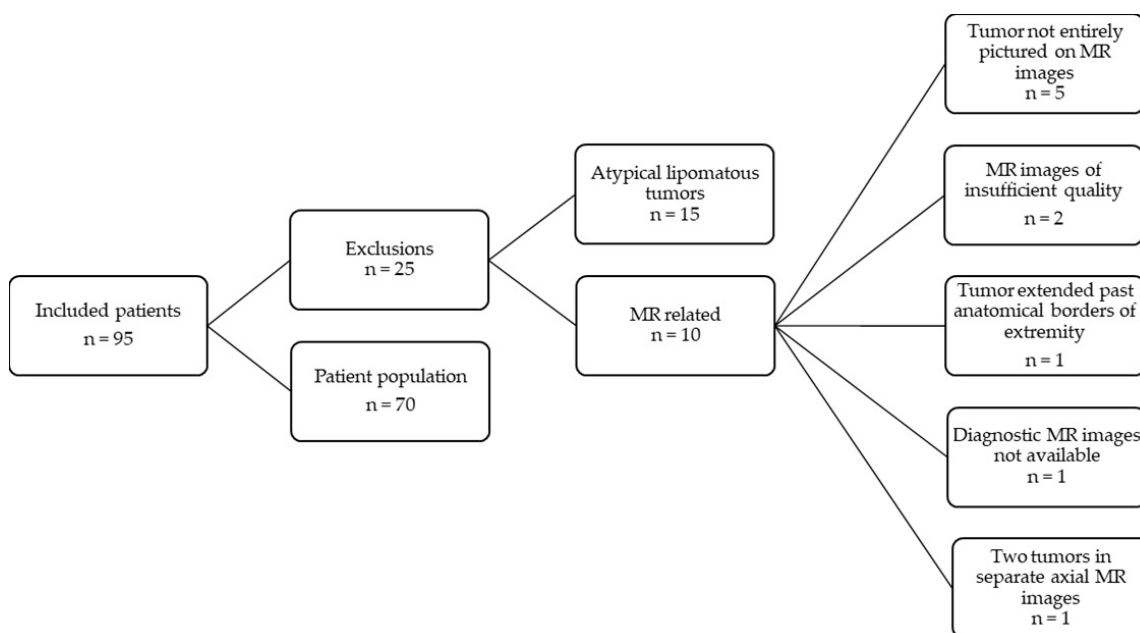 Included patients
n = 95
Exclusions
n = 25
Patient population
n = 70
Atypical lipomatous
tumors
n = 15
MR related
n = 10
Tumor not entirely
pictured on MR
images
n = 5
MR images of
insufficient quality
n = 2
Tumor extended past
anatomical borders of
extremity
n = 1
Diagnostic MR images
not available
n = 1
Two tumors in
separate axial MR
images
n = 1